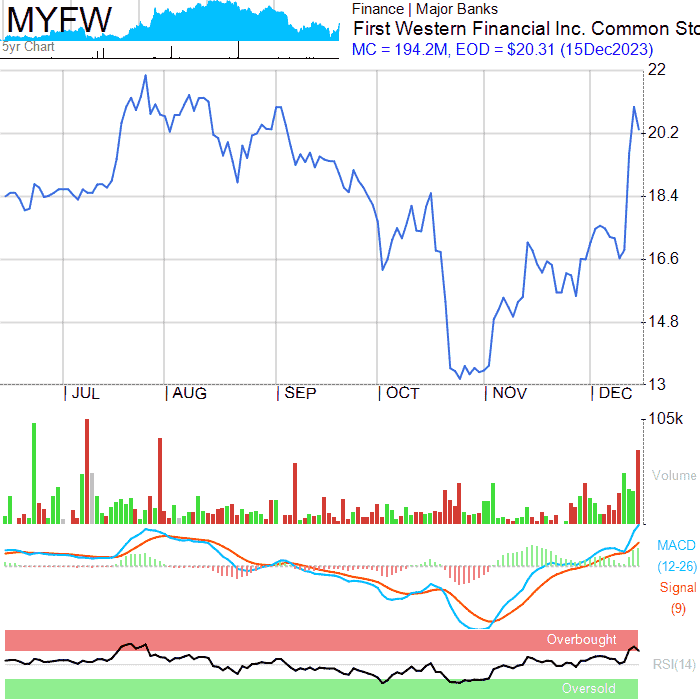 MYFW
5yr Chart
Finance | Major Banks
First Western Financial Inc. Common Sto
MC = 194.2M, EOD = $20.31 (15Dec2023)
22
20.2
18.4
16.6
14.8
13
JUL AUG SEP OCT NOV DEC
105k
Volume
MACD
(12-26)
Signal
(9)
Overbought
RSI(14)
Oversold